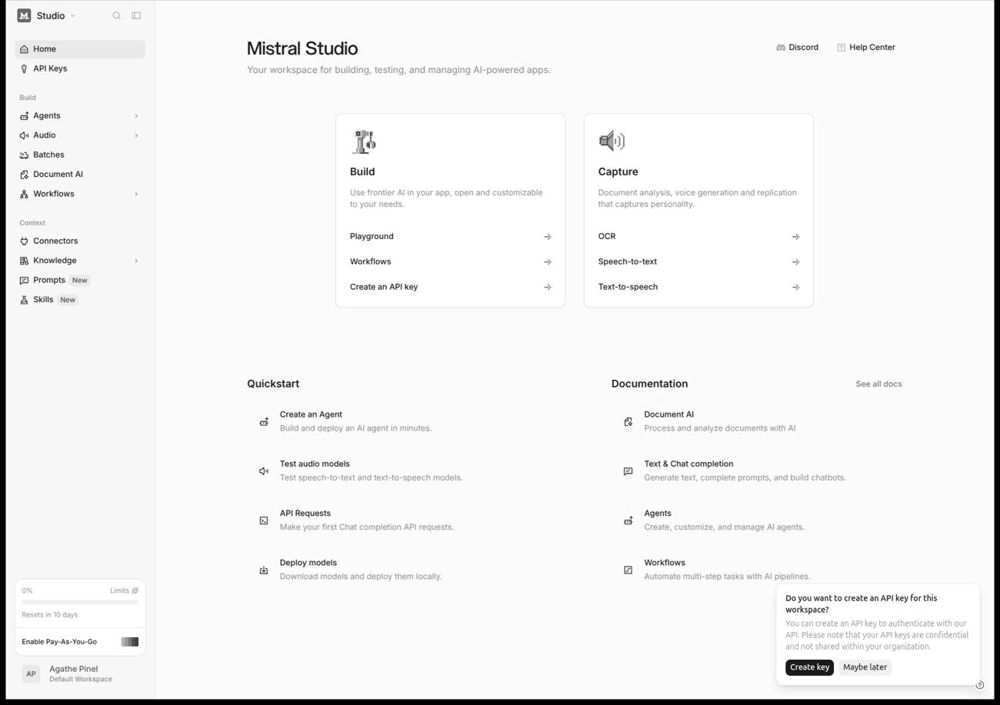 Studio
Home
API Keys
Build
Agents
Audio
Batches
Document AI
Workflows
Context
Connectors
Knowledge
Prompts New
Skills New
0% Limits
Resets in 10 days
Enable Pay-As-You-Go
AP
Agathe Pinel
Default Workspace
Mistral Studio
Your workspace for building, testing, and managing AI-powered apps.
Discord
Help Center
Build
Use frontier AI in your app, open and customizable
to your needs.
Playground
Workflows
Create an API key
Capture
Document analysis, voice generation and replication
that captures personality.
OCR
Speech-to-text
Text-to-speech
Quickstart
Create an Agent
Build and deploy an AI agent in minutes.
Test audio models
Test speech-to-text and text-to-speech models.
API Requests
Make your first Chat completion API requests.
Deploy models
Download models and deploy them locally.
Documentation
See all docs
Document AI
Process and analyze documents with AI
Text & Chat completion
Generate text, complete prompts, and build chatbots.
Agents
Create, customize, and manage AI agents.
Workflows
Automate multi-step tasks with AI pipelines.
Do you want to create an API key for this
workspace?
You can create an API key to authenticate with our
API. Please note that your API keys are confidential
and not shared within your organization.
Create key
Maybe later